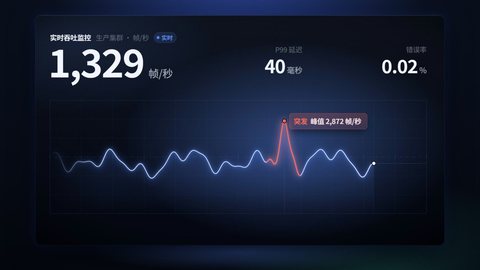 实时吞吐监控 生产集群 · 帧/秒 实时
1,329 帧/秒
P99 延迟
40 毫秒
错误率
0.02 %
突发 峰值 2,872 帧/秒